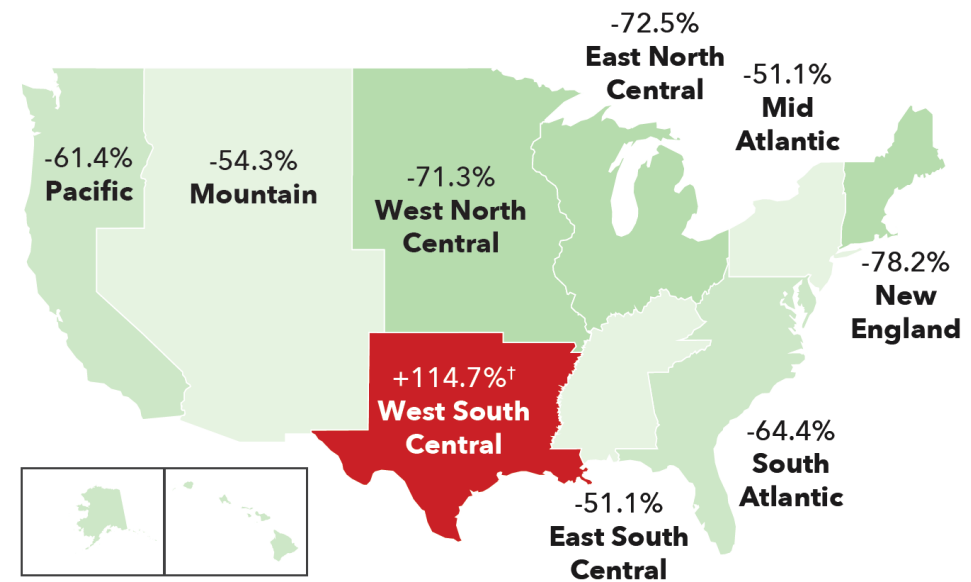 -72.5%
East North
Central
-51.1%
Mid
Atlantic
-61.4%
Pacific
-54.3%
Mountain
-71.3%
West North
Central
-78.2%
New
England
+114.7%†
West South
Central
-64.4%
South
Atlantic
-51.1%
East South
Central